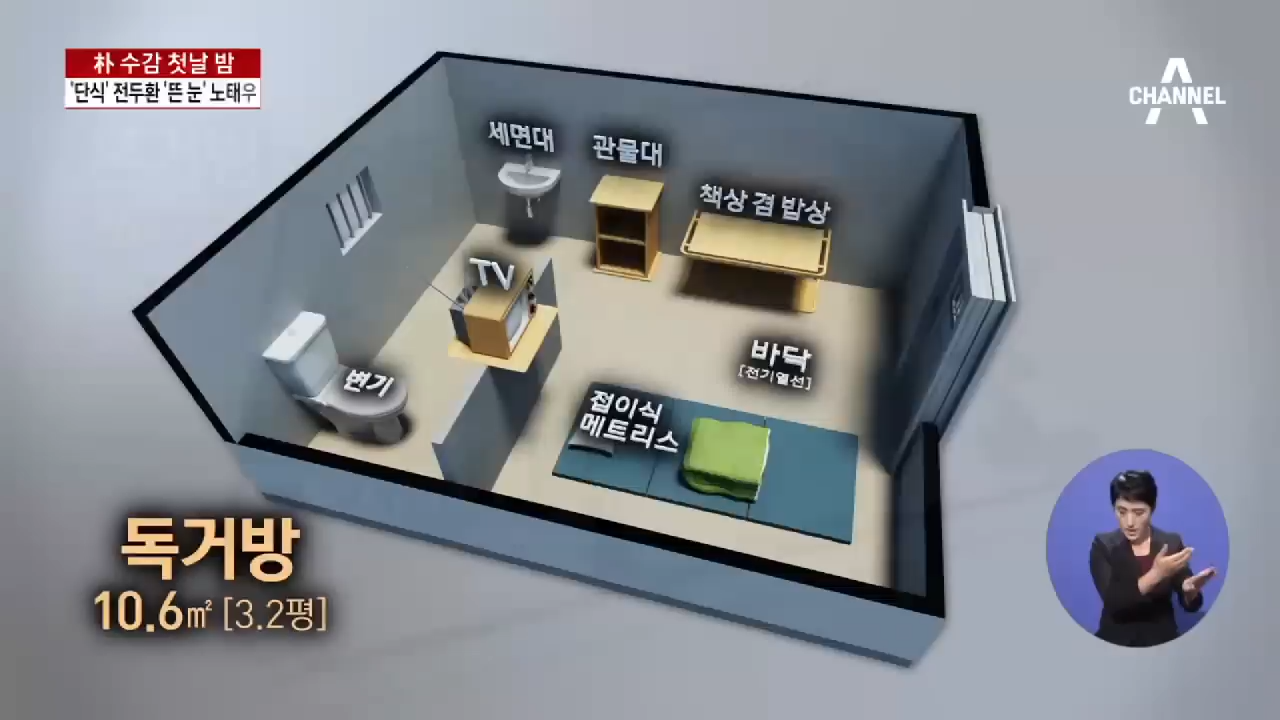 朴 수감 첫날 밤
'단식' 전두환 '뜬 눈' 노태우
CHANNEL A
세면대
관물대
책상 겸 밥상
TV
변기
바닥
[전기열선]
접이식
메트리스
독거방
10.6㎡ [3.2평]